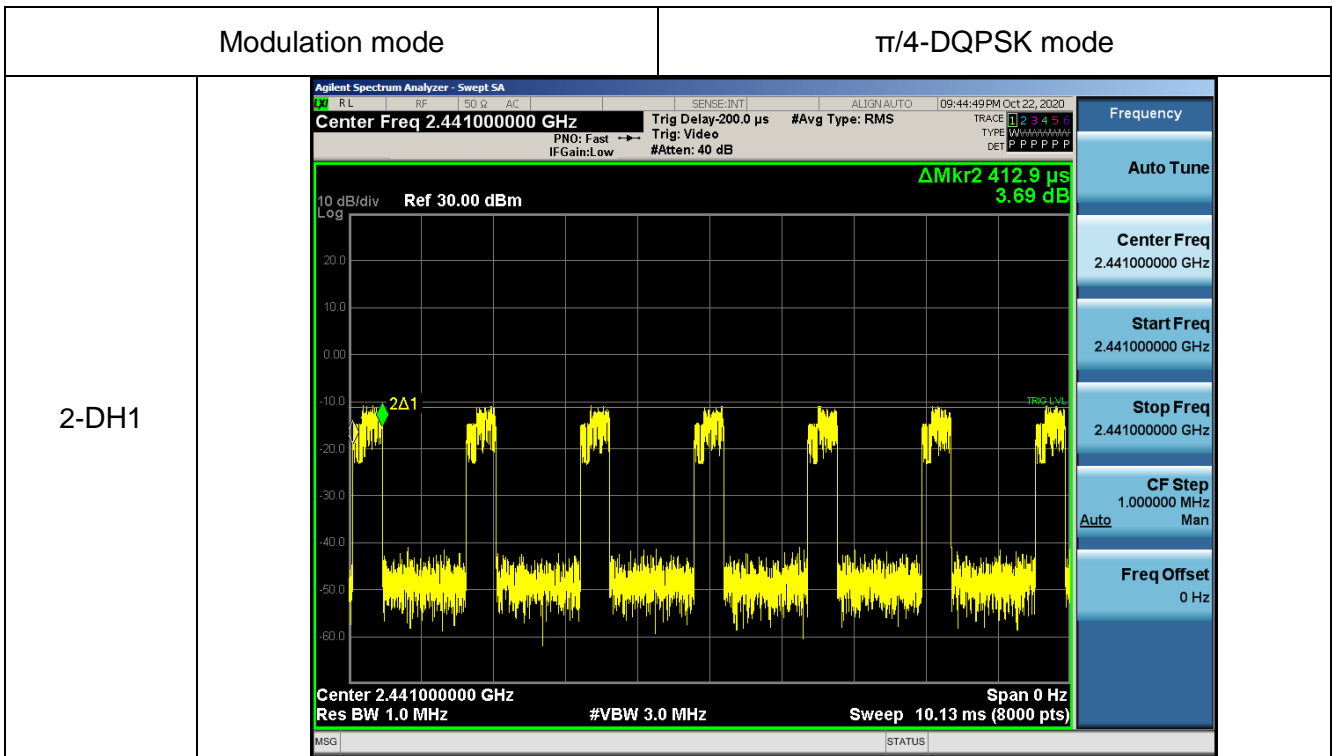 Modulation mode π/4-DQPSK mode
2-DH1
Agilent Spectrum Analyzer - Swept SA
LXI RL RF 50 Ω AC SENSE:INT ALIGN AUTO 09:44:49 PM Oct 22, 2020
Center Freq 2.441000000 GHz
PNO: Fast
IFGain:Low
Trig Delay-200.0 µs
Trig: Video
#Atten: 40 dB
#Avg Type: RMS
TRACE 1 2 3 4 5 6
TYPE
DET P P P P P P
ΔMkr2 412.9 µs
3.69 dB
10 dB/div Ref 30.00 dBm
Log
20.0
10.0
0.00
-10.0
-20.0
-30.0
-40.0
-50.0
-60.0
2Δ1
TRIG LVL
Center 2.441000000 GHz Span 0 Hz
Res BW 1.0 MHz #VBW 3.0 MHz Sweep 10.13 ms (8000 pts)
MSG STATUS
Frequency
Auto Tune
Center Freq
2.441000000 GHz
Start Freq
2.441000000 GHz
Stop Freq
2.441000000 GHz
CF Step
1.000000 MHz
Auto Man
Freq Offset
0 Hz